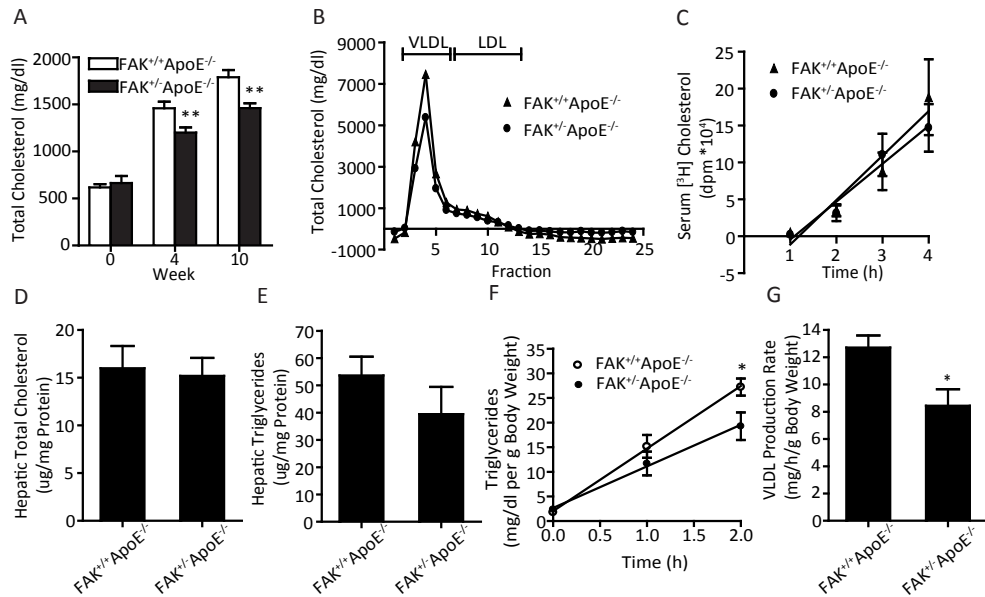 A
Total Cholesterol (mg/dl)
2000
1500
1000
500
0
FAK+/+ApoE-/-
FAK+/-ApoE-/-
**
**
0
4
10
Week
B
VLDL
LDL
Total Cholesterol (mg/dl)
9000
7000
5000
3000
1000
-1000
FAK+/+ApoE-/-
FAK+/-ApoE-/-
0
5
10
15
20
25
Fraction
C
Serum [3H] Cholesterol
(dpm *10^4)
25
20
15
10
5
0
-5
FAK+/+ApoE-/-
FAK+/-ApoE-/-
1
2
3
4
Time (h)
D
Hepatic Total Cholesterol
(ug/mg Protein)
20
15
10
5
0
FAK+/+ApoE-/-
FAK+/-ApoE-/-
E
Hepatic Triglycerides
(ug/mg Protein)
70
60
50
40
30
20
10
0
FAK+/+ApoE-/-
FAK+/-ApoE-/-
F
Triglycerides
(mg/dl per g Body Weight)
35
30
25
20
15
10
5
0
FAK+/+ApoE-/-
FAK+/-ApoE-/-
*
0.0
0.5
1.0
1.5
2.0
Time (h)
G
VLDL Production Rate
(mg/h/g Body Weight)
14
12
10
8
6
4
2
0
*
FAK+/+ApoE-/-
FAK+/-ApoE-/-